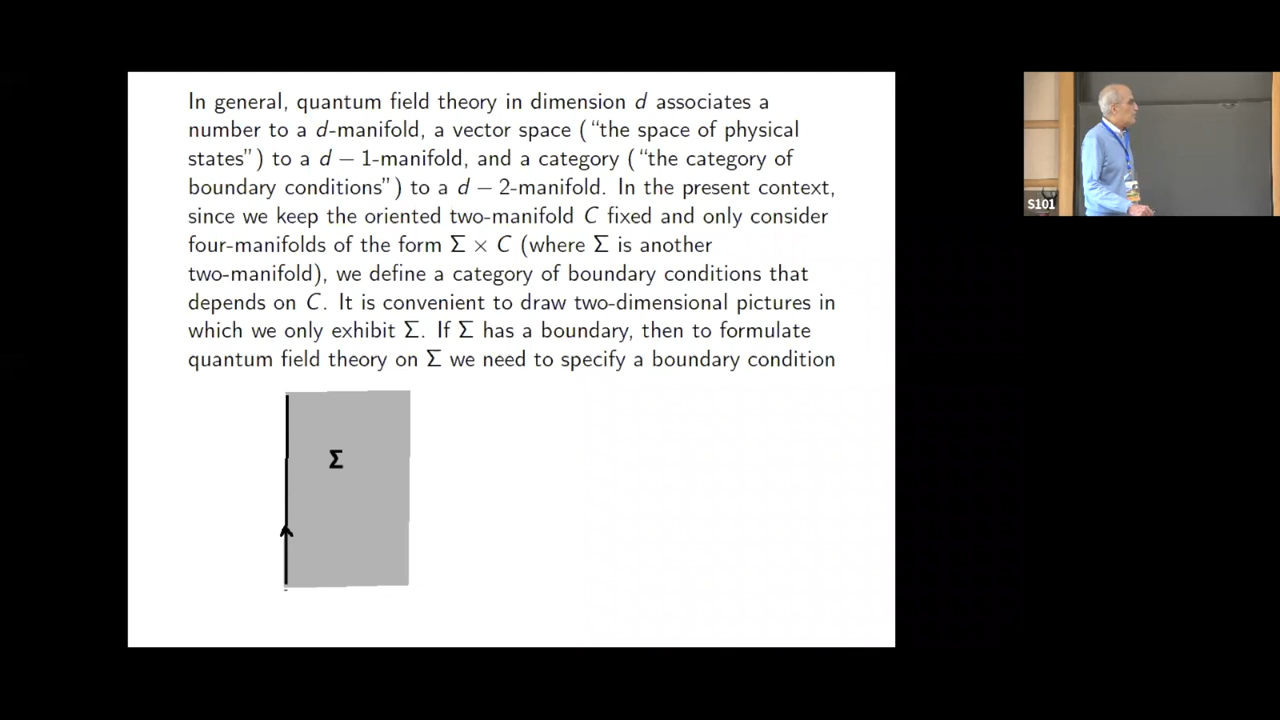 In general, quantum field theory in dimension d associates a
number to a d-manifold, a vector space (“the space of physical
states”) to a d − 1-manifold, and a category (“the category of
boundary conditions”) to a d − 2-manifold. In the present context,
since we keep the oriented two-manifold C fixed and only consider
four-manifolds of the form Σ × C (where Σ is another
two-manifold), we define a category of boundary conditions that
depends on C. It is convenient to draw two-dimensional pictures in
which we only exhibit Σ. If Σ has a boundary, then to formulate
quantum field theory on Σ we need to specify a boundary condition
Σ
S101